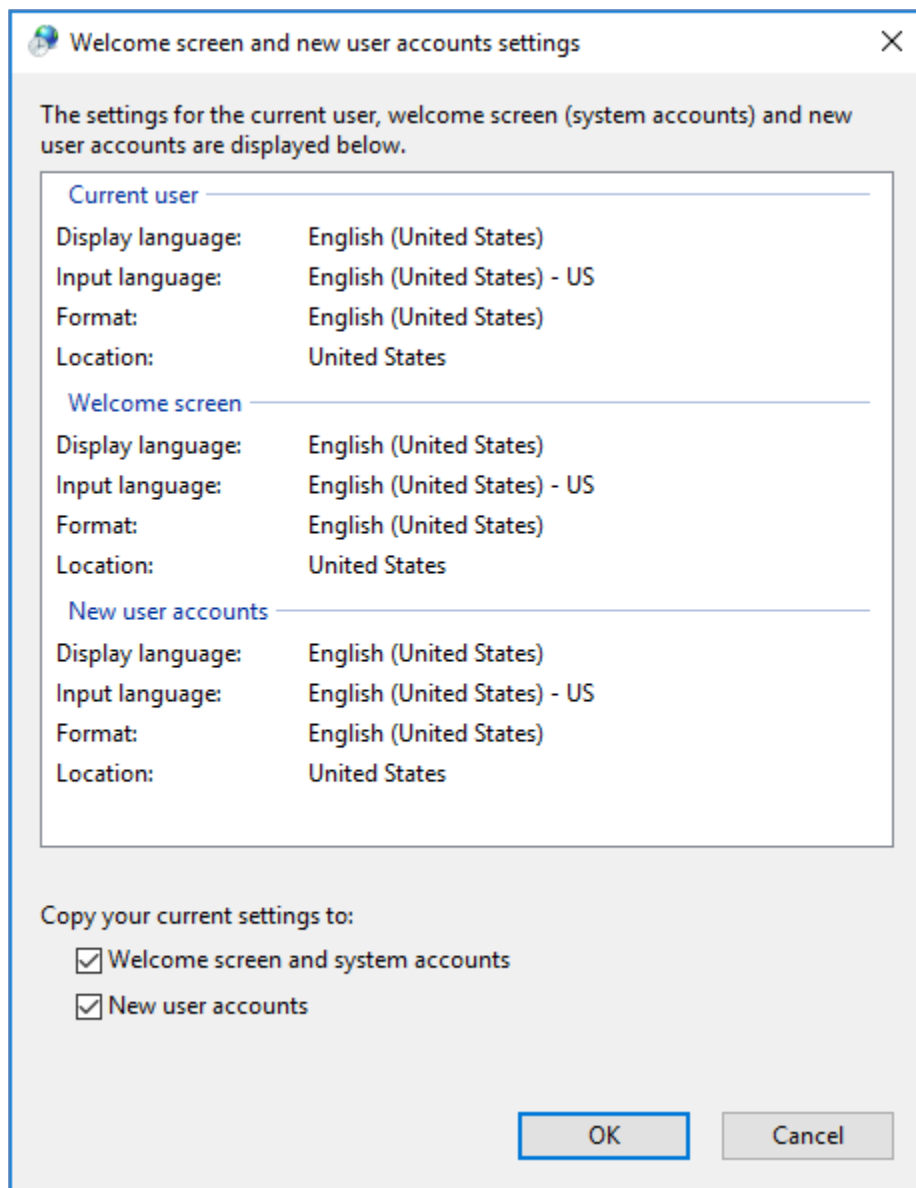 Welcome screen and new user accounts settings
The settings for the current user, welcome screen (system accounts) and new
user accounts are displayed below.
Current user
Display language: English (United States)
Input language: English (United States) - US
Format: English (United States)
Location: United States
Welcome screen
Display language: English (United States)
Input language: English (United States) - US
Format: English (United States)
Location: United States
New user accounts
Display language: English (United States)
Input language: English (United States) - US
Format: English (United States)
Location: United States
Copy your current settings to:
Welcome screen and system accounts
New user accounts
OK Cancel